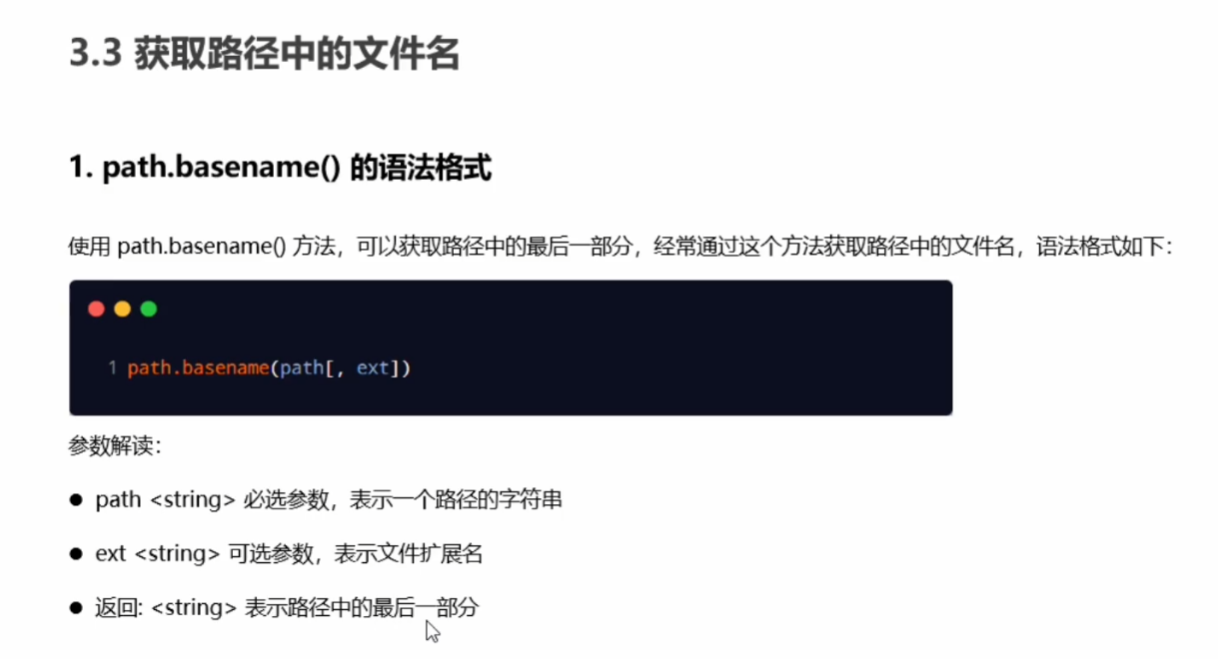 3.3 获取路径中的文件名
1. path.basename() 的语法格式
使用 path.basename() 方法，可以获取路径中的最后一部分，经常通过这个方法获取路径中的文件名，语法格式如下：
1 path.basename(path[, ext])
参数解读：
● path <string> 必选参数，表示一个路径的字符串
● ext <string> 可选参数，表示文件扩展名
● 返回: <string> 表示路径中的最后一部分